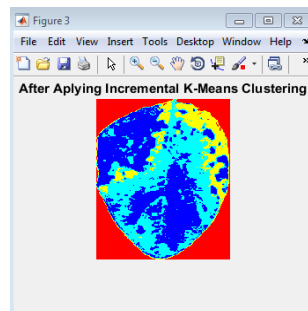 Figure 3
File Edit View Insert Tools Desktop Window Help
After Aplying Incremental K-Means Clustering